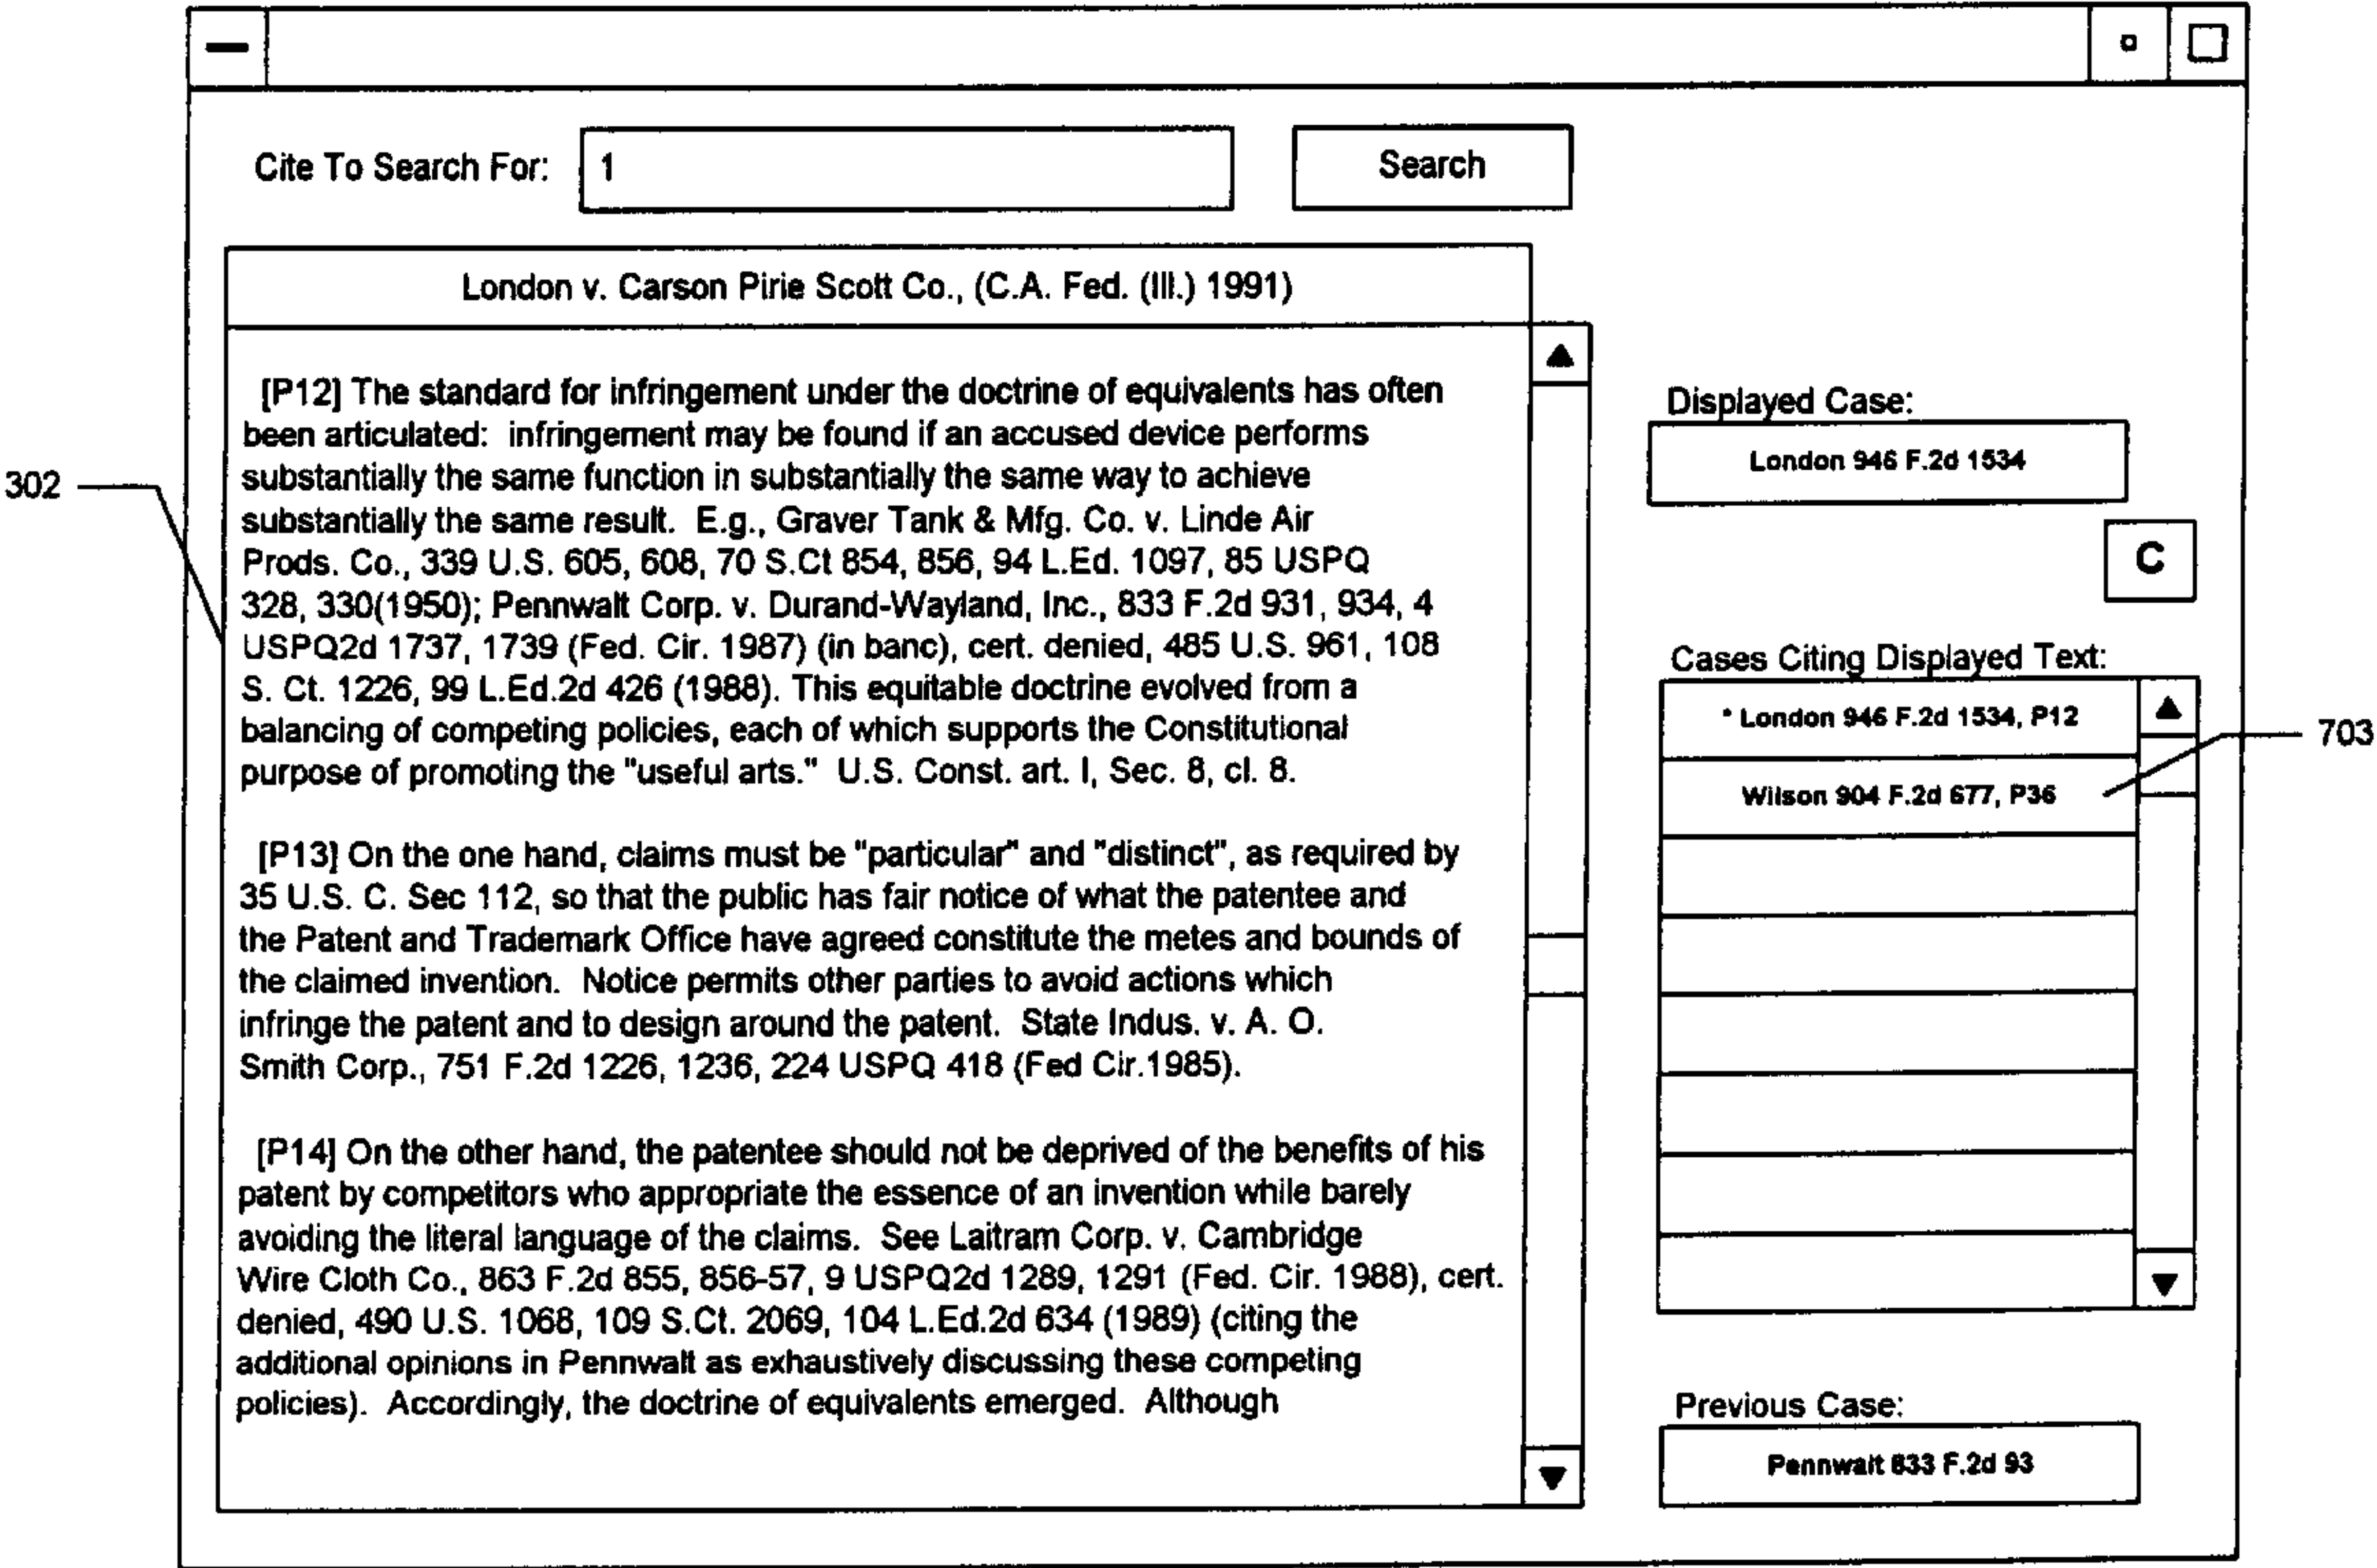 Cite To Search For: 1 Search
London v. Carson Pirie Scott Co., (C.A. Fed. (Ill.) 1991)
[P12] The standard for infringement under the doctrine of equivalents has often
been articulated: infringement may be found if an accused device performs
substantially the same function in substantially the same way to achieve
substantially the same result. E.g., Graver Tank & Mfg. Co. v. Linde Air
Prods. Co., 339 U.S. 605, 608, 70 S.Ct 854, 856, 94 L.Ed. 1097, 85 USPQ
328, 330(1950); Pennwalt Corp. v. Durand-Wayland, Inc., 833 F.2d 931, 934, 4
USPQ2d 1737, 1739 (Fed. Cir. 1987) (in banc), cert. denied, 485 U.S. 961, 108
S. Ct. 1226, 99 L.Ed.2d 426 (1988). This equitable doctrine evolved from a
balancing of competing policies, each of which supports the Constitutional
purpose of promoting the "useful arts." U.S. Const. art. I, Sec. 8, cl. 8.
[P13] On the one hand, claims must be "particular" and "distinct", as required by
35 U.S. C. Sec 112, so that the public has fair notice of what the patentee and
the Patent and Trademark Office have agreed constitute the metes and bounds of
the claimed invention. Notice permits other parties to avoid actions which
infringe the patent and to design around the patent. State Indus. v. A. O.
Smith Corp., 751 F.2d 1226, 1236, 224 USPQ 418 (Fed Cir.1985).
[P14] On the other hand, the patentee should not be deprived of the benefits of his
patent by competitors who appropriate the essence of an invention while barely
avoiding the literal language of the claims. See Laitram Corp. v. Cambridge
Wire Cloth Co., 863 F.2d 855, 856-57, 9 USPQ2d 1289, 1291 (Fed. Cir. 1988), cert.
denied, 490 U.S. 1068, 109 S.Ct. 2069, 104 L.Ed.2d 634 (1989) (citing the
additional opinions in Pennwalt as exhaustively discussing these competing
policies). Accordingly, the doctrine of equivalents emerged. Although
302
Displayed Case:
London 946 F.2d 1534
C
Cases Citing Displayed Text:
* London 946 F.2d 1534, P12
Wilson 904 F.2d 677, P36
703
Previous Case:
Pennwalt 833 F.2d 93